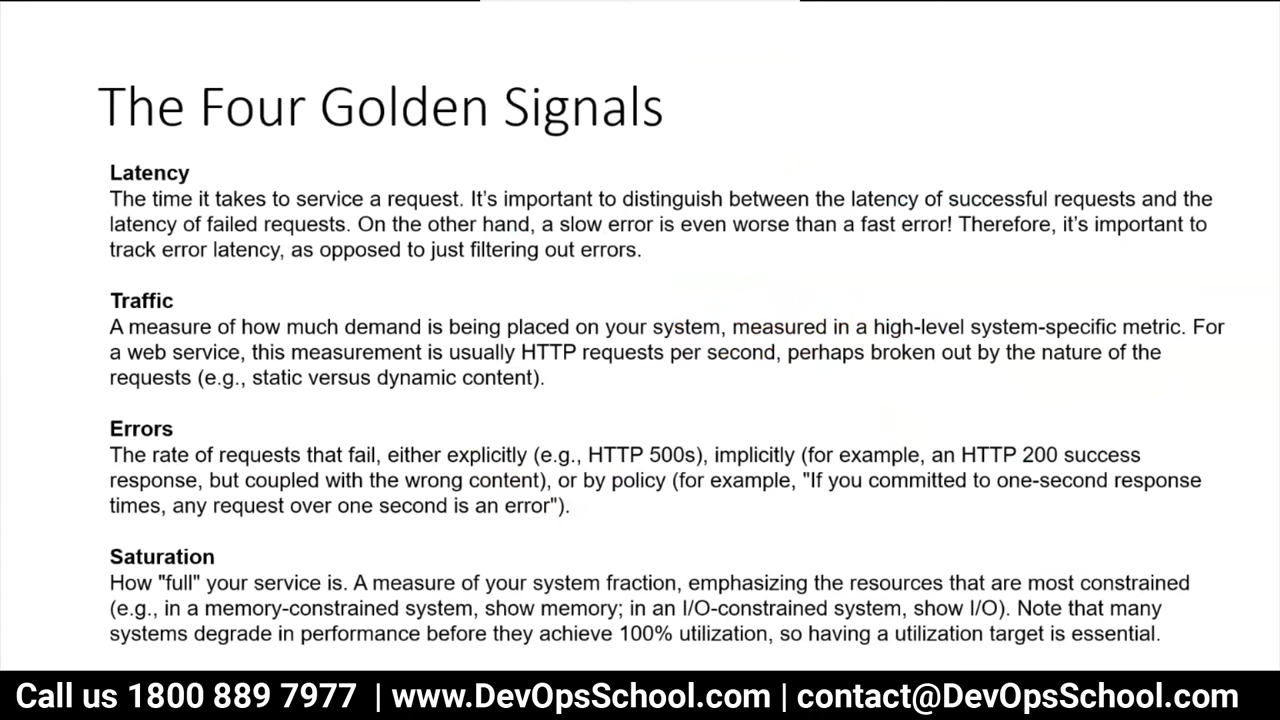 The Four Golden Signals
Latency
The time it takes to service a request. It’s important to distinguish between the latency of successful requests and the
latency of failed requests. On the other hand, a slow error is even worse than a fast error! Therefore, it’s important to
track error latency, as opposed to just filtering out errors.
Traffic
A measure of how much demand is being placed on your system, measured in a high-level system-specific metric. For
a web service, this measurement is usually HTTP requests per second, perhaps broken out by the nature of the
requests (e.g., static versus dynamic content).
Errors
The rate of requests that fail, either explicitly (e.g., HTTP 500s), implicitly (for example, an HTTP 200 success
response, but coupled with the wrong content), or by policy (for example, "If you committed to one-second response
times, any request over one second is an error").
Saturation
How "full" your service is. A measure of your system fraction, emphasizing the resources that are most constrained
(e.g., in a memory-constrained system, show memory; in an I/O-constrained system, show I/O). Note that many
systems degrade in performance before they achieve 100% utilization, so having a utilization target is essential.
Call us 1800 889 7977 | www.DevOpsSchool.com | contact@DevOpsSchool.com